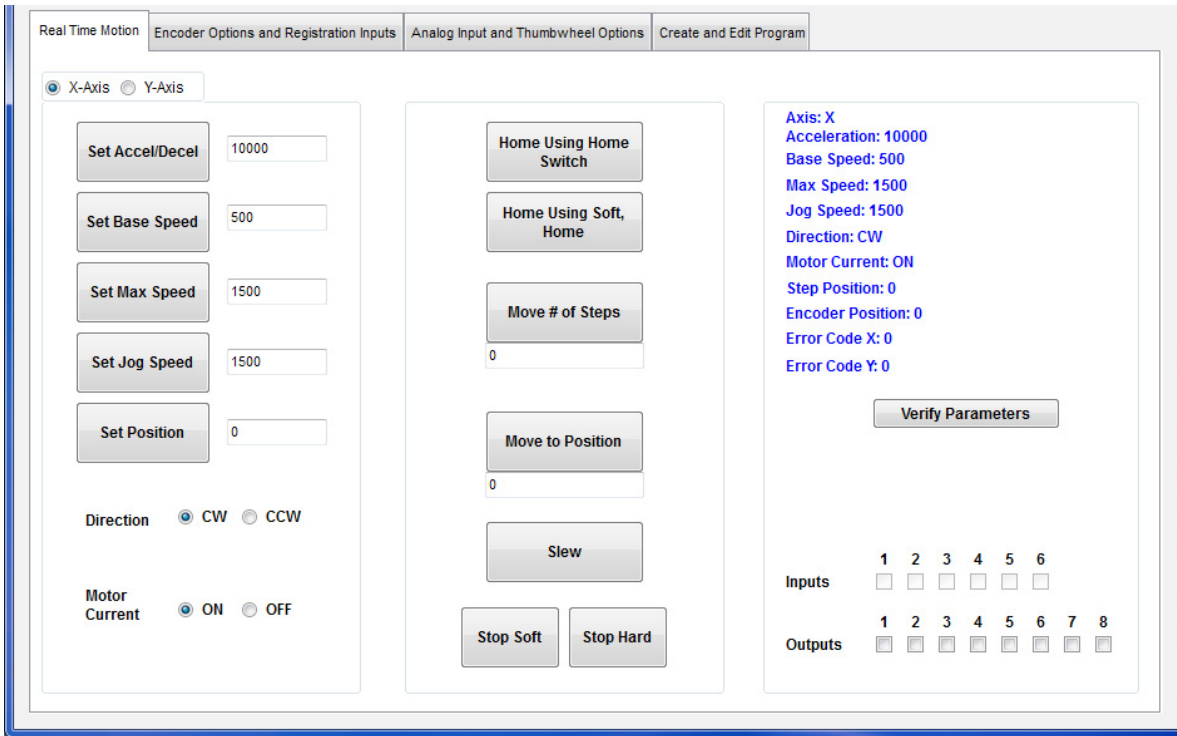 Real Time Motion
Encoder Options and Registration Inputs
Analog Input and Thumbwheel Options
Create and Edit Program
X-Axis
Y-Axis
Set Accel/Decel
10000
Set Base Speed
500
Set Max Speed
1500
Set Jog Speed
1500
Set Position
0
Direction
CW
CCW
Motor
Current
ON
OFF
Home Using Home
Switch
Home Using Soft,
Home
Move # of Steps
0
Move to Position
0
Slew
Stop Soft
Stop Hard
Axis: X
Acceleration: 10000
Base Speed: 500
Max Speed: 1500
Jog Speed: 1500
Direction: CW
Motor Current: ON
Step Position: 0
Encoder Position: 0
Error Code X: 0
Error Code Y: 0
Verify Parameters
1 2 3 4 5 6
Inputs
1 2 3 4 5 6 7 8
Outputs